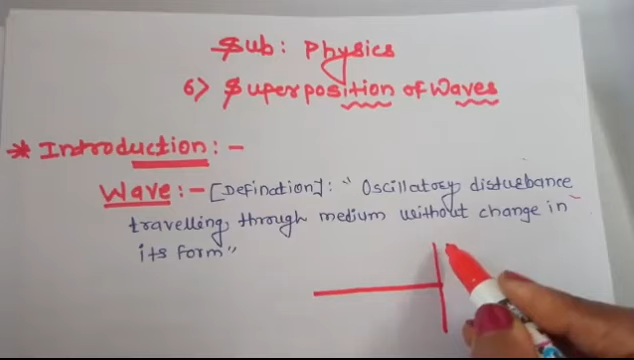 Sub: Physics
6> Superposition of Waves
* Introduction:-
Wave:- [Defination]: "Oscillatory disturbance
travelling through medium without change in
its form"